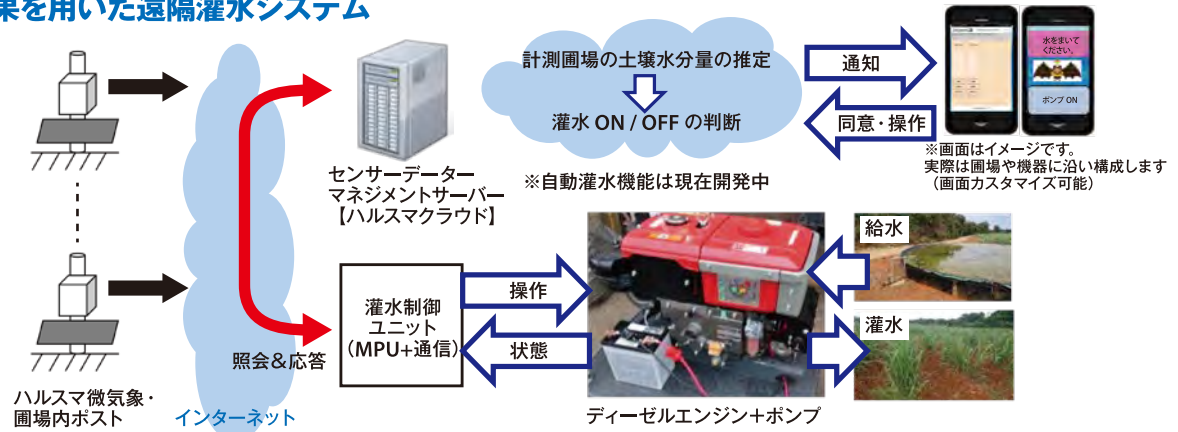 果を用いた遠隔灌水システム
計測圃場の土壌水分量の推定
灌水 ON / OFF の判断
通知
同意・操作
水をまいて
ください。
ポンプ ON
※画面はイメージです。
実際は圃場や機器に沿い構成します
（画面カスタマイズ可能）
センサーデーター
マネジメントサーバー
【ハルスマクラウド】
※自動灌水機能は現在開発中
灌水制御
ユニット
（MPU+通信）
操作
状態
給水
灌水
照会＆応答
ハルスマ微気象・
圃場内ポスト
インターネット
ディーゼルエンジン＋ポンプ